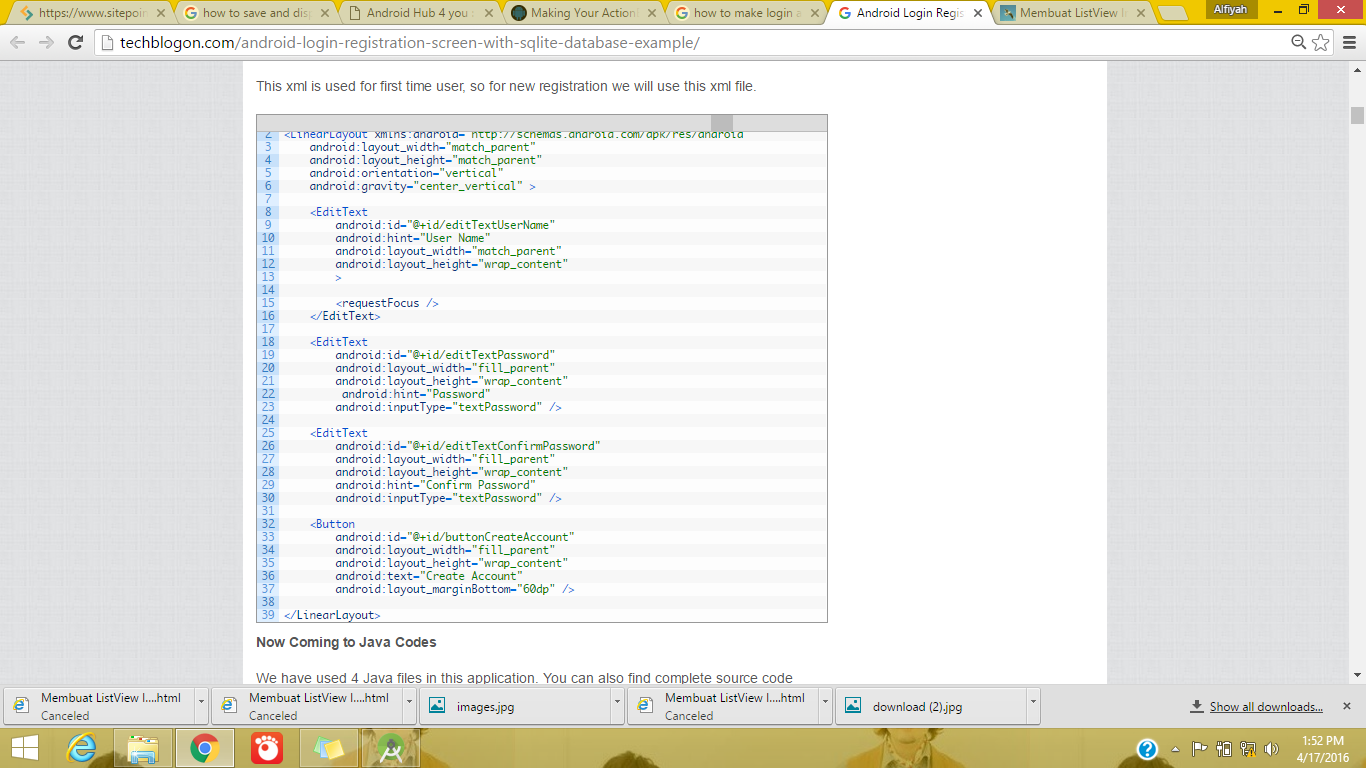 https://www.sitepoi
how to save and disp
Android Hub 4 you :
Making Your Action
how to make login a
Android Login Regis
Membuat ListView In
Alfiyah
techblogon.com/android-login-registration-screen-with-sqlite-database-example/
This xml is used for first time user, so for new registration we will use this xml file.
2 <LinearLayout xmlns:android="http://schemas.android.com/apk/res/android"
3 android:layout_width="match_parent"
4 android:layout_height="match_parent"
5 android:orientation="vertical"
6 android:gravity="center_vertical" >
7
8 <EditText
9 android:id="@+id/editTextUserName"
10 android:hint="User Name"
11 android:layout_width="match_parent"
12 android:layout_height="wrap_content"
13 >
14
15 <requestFocus />
16 </EditText>
17
18 <EditText
19 android:id="@+id/editTextPassword"
20 android:layout_width="fill_parent"
21 android:layout_height="wrap_content"
22 android:hint="Password"
23 android:inputType="textPassword" />
24
25 <EditText
26 android:id="@+id/editTextConfirmPassword"
27 android:layout_width="fill_parent"
28 android:layout_height="wrap_content"
29 android:hint="Confirm Password"
30 android:inputType="textPassword" />
31
32 <Button
33 android:id="@+id/buttonCreateAccount"
34 android:layout_width="fill_parent"
35 android:layout_height="wrap_content"
36 android:text="Create Account"
37 android:layout_marginBottom="60dp" />
38
39 </LinearLayout>
Now Coming to Java Codes
We have used 4 Java files in this application. You can also find complete source code
Membuat ListView I....html
Canceled
Membuat ListView I....html
Canceled
images.jpg
Membuat ListView I....html
Canceled
download (2).jpg
Show all downloads...
1:52 PM
4/17/2016